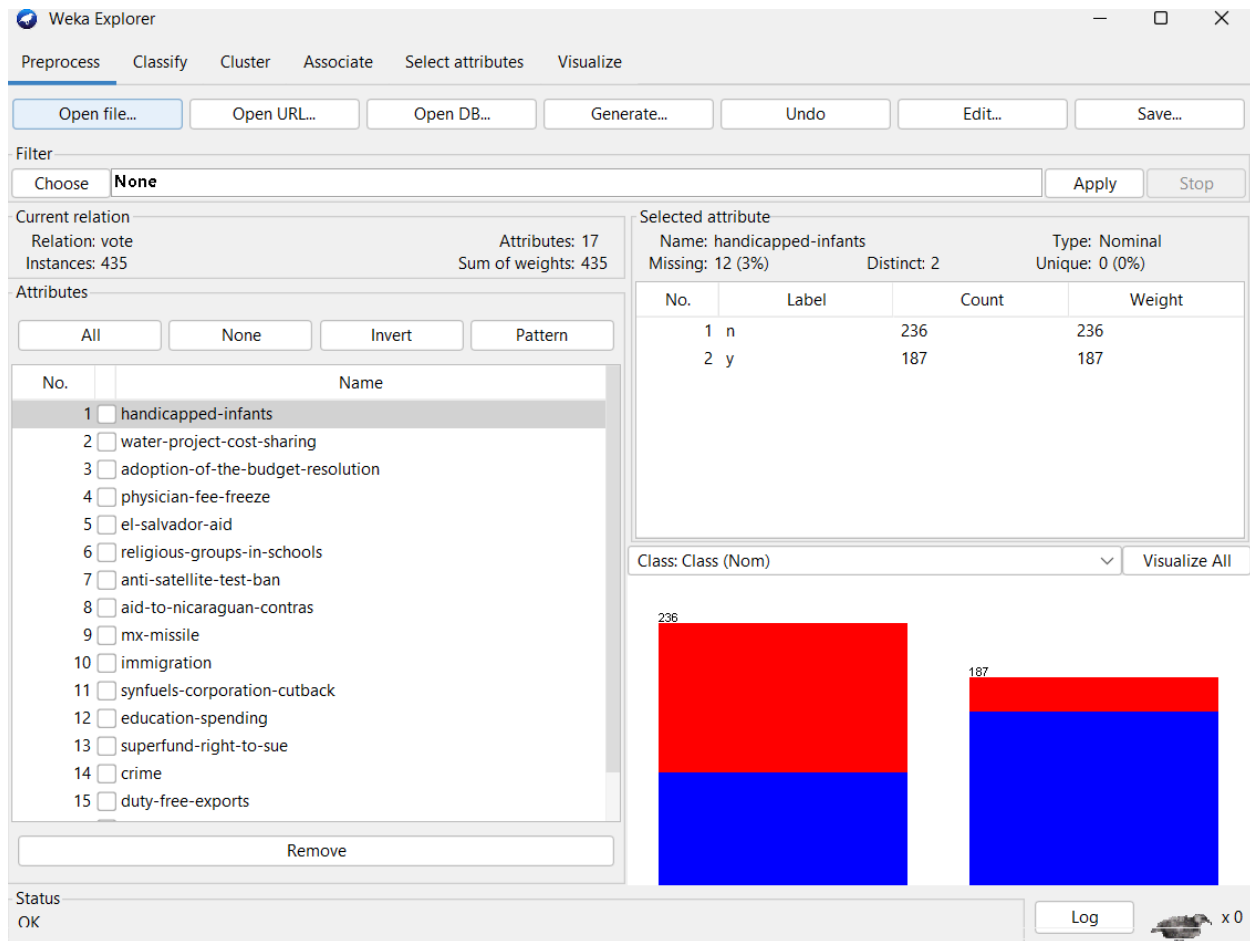 Weka Explorer
Preprocess Classify Cluster Associate Select attributes Visualize
Open file... Open URL... Open DB... Generate... Undo Edit... Save...
Filter
Choose None Apply Stop
Current relation
Relation: vote Attributes: 17
Instances: 435 Sum of weights: 435
Attributes
All None Invert Pattern
No. Name
1 handicapped-infants
2 water-project-cost-sharing
3 adoption-of-the-budget-resolution
4 physician-fee-freeze
5 el-salvador-aid
6 religious-groups-in-schools
7 anti-satellite-test-ban
8 aid-to-nicaraguan-contras
9 mx-missile
10 immigration
11 synfuels-corporation-cutback
12 education-spending
13 superfund-right-to-sue
14 crime
15 duty-free-exports
Remove
Selected attribute
Name: handicapped-infants Type: Nominal
Missing: 12 (3%) Distinct: 2 Unique: 0 (0%)
No. Label Count Weight
1 n 236 236
2 y 187 187
Class: Class (Nom) Visualize All
236
187
Status
OK
Log x 0